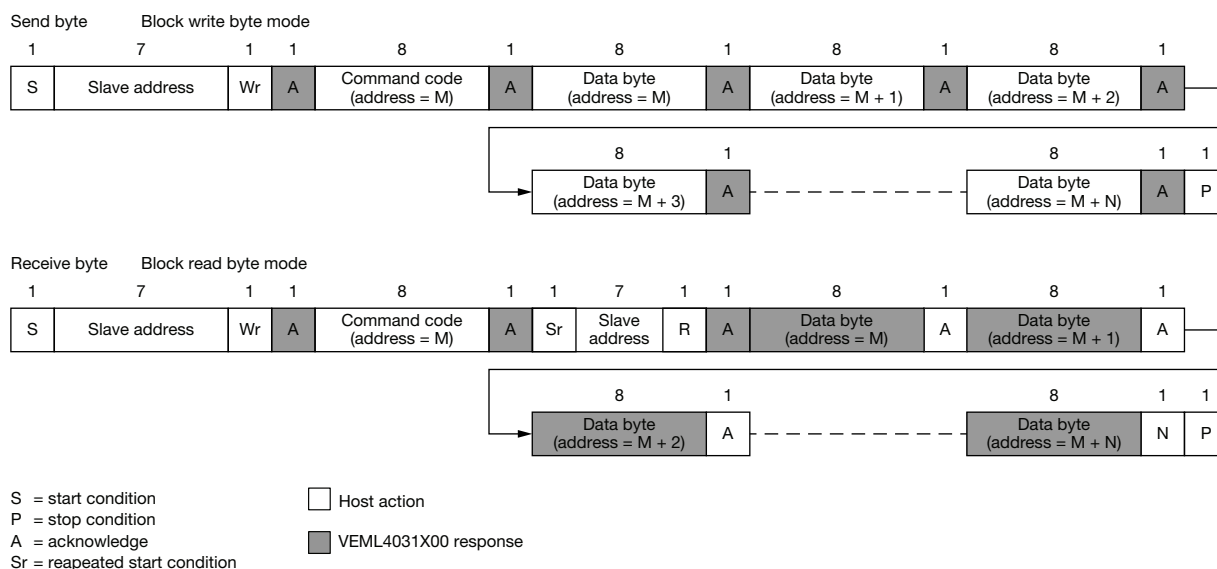 Send byte Block write byte mode
1 7 1 1 8 1 8 1 8 1 8 1
S Slave address Wr A Command code (address = M) A Data byte (address = M) A Data byte (address = M + 1) A Data byte (address = M + 2) A
8 1 8 1 1
Data byte (address = M + 3) A Data byte (address = M + N) A P
Receive byte Block read byte mode
1 7 1 1 8 1 1 7 1 1 8 1 8 1
S Slave address Wr A Command code (address = M) A Sr Slave address R A Data byte (address = M) A Data byte (address = M + 1) A
8 1 8 1 1
Data byte (address = M + 2) A Data byte (address = M + N) N P
S = start condition
P = stop condition
A = acknowledge
Sr = reapeated start condition
Host action
VEML4031X00 response